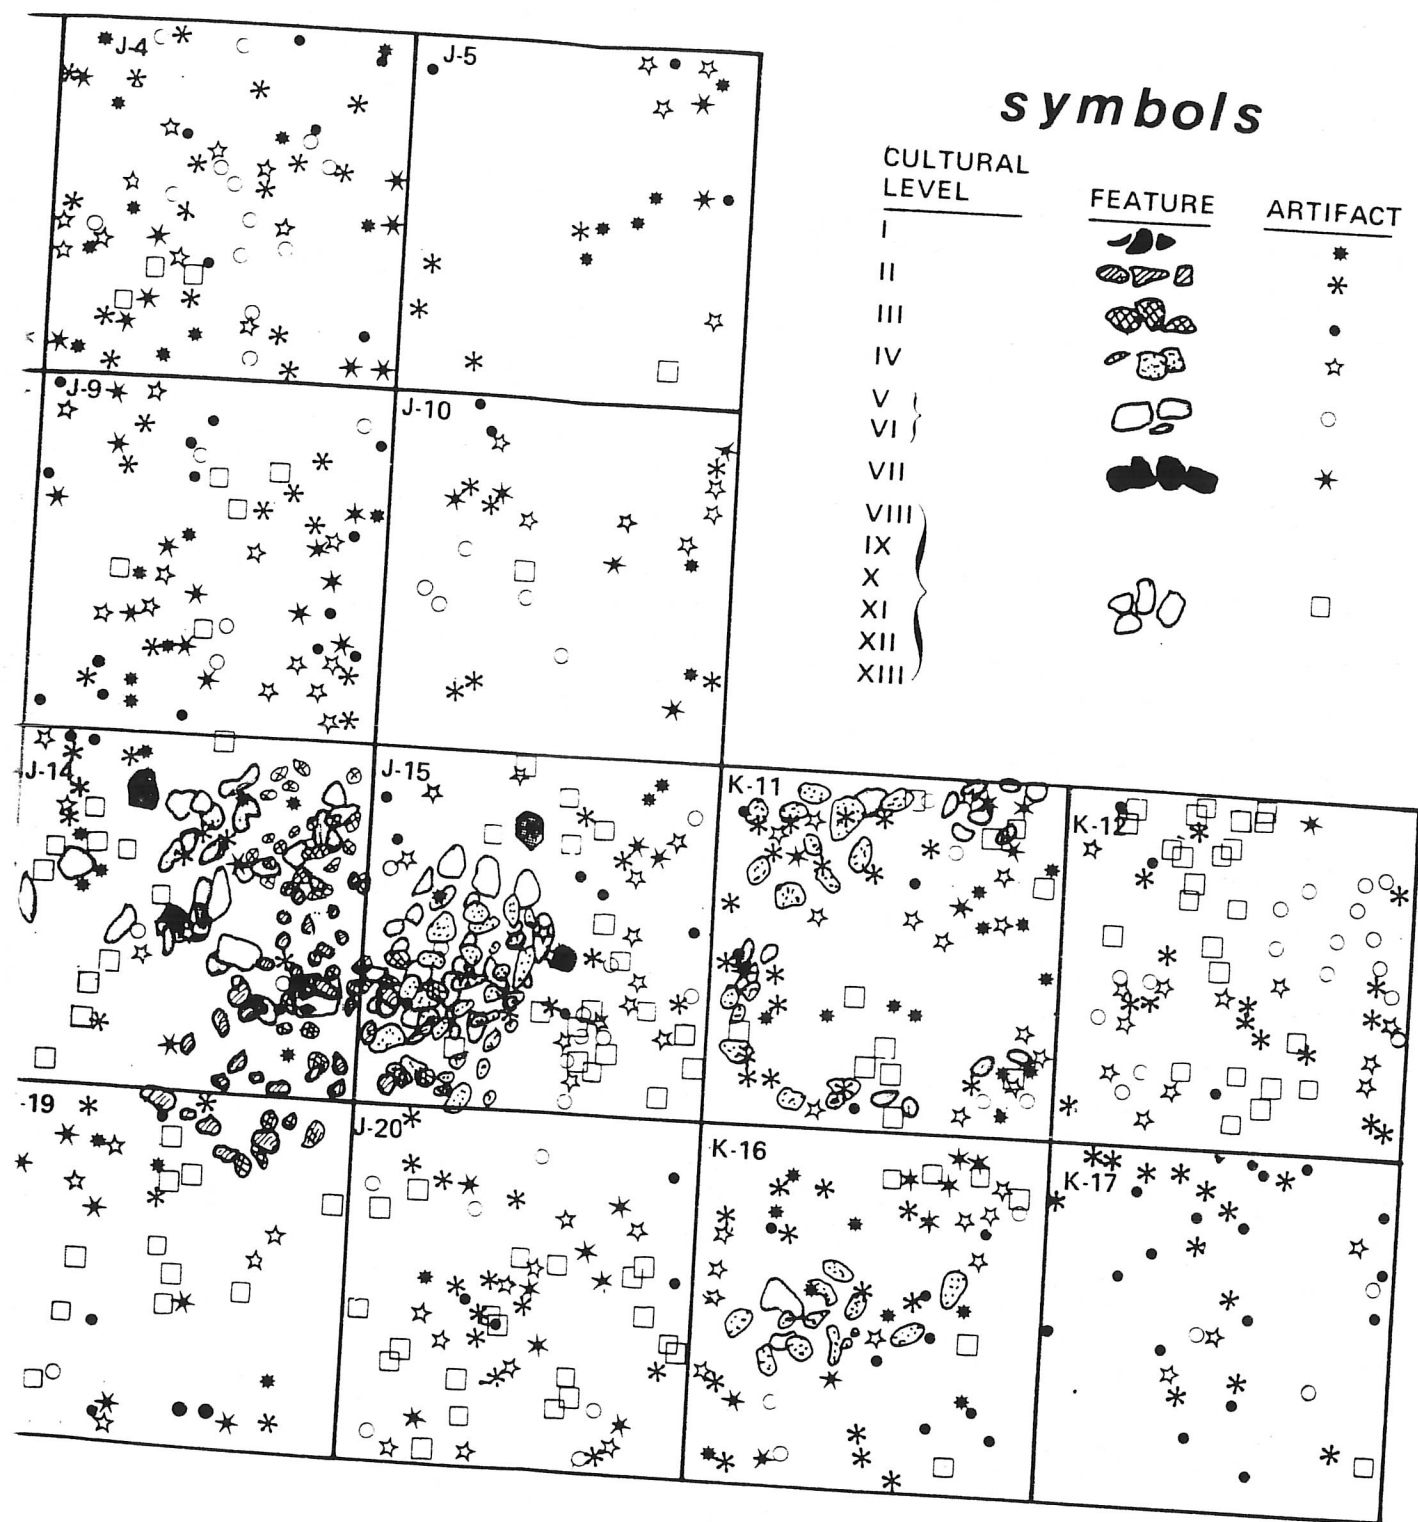 symbols
CULTURAL
LEVEL
FEATURE
ARTIFACT
I
II
III
IV
V
VI
VII
VIII
IX
X
XI
XII
XIII
J-4
J-5
J-9
J-10
J-14
J-15
K-11
K-12
-19
J-20
K-16
K-17